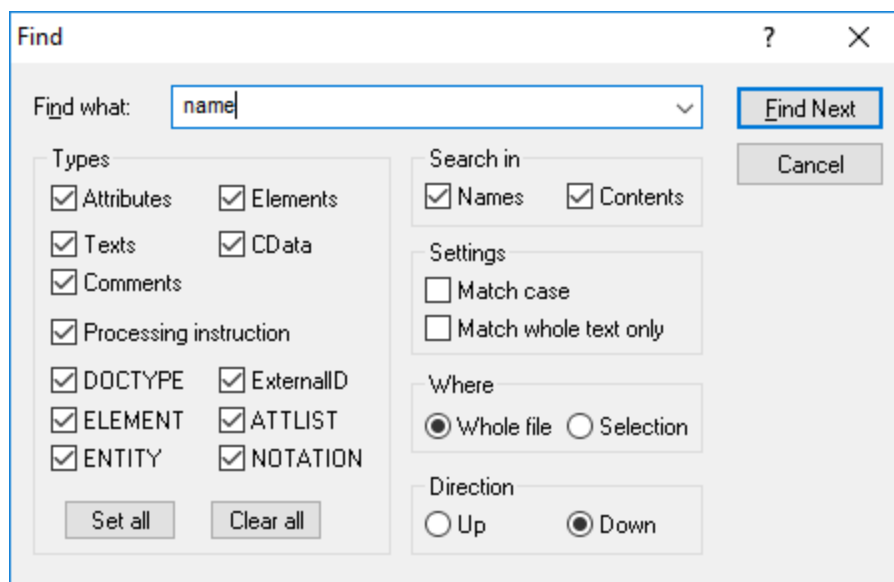 Find ?
Find what: name Find Next
Cancel
Types
Attributes Elements
Texts CData
Comments
Processing instruction
DOCTYPE ExternalID
ELEMENT ATTLIST
ENTITY NOTATION
Set all Clear all
Search in
Names Contents
Settings
Match case
Match whole text only
Where
Whole file Selection
Direction
Up Down